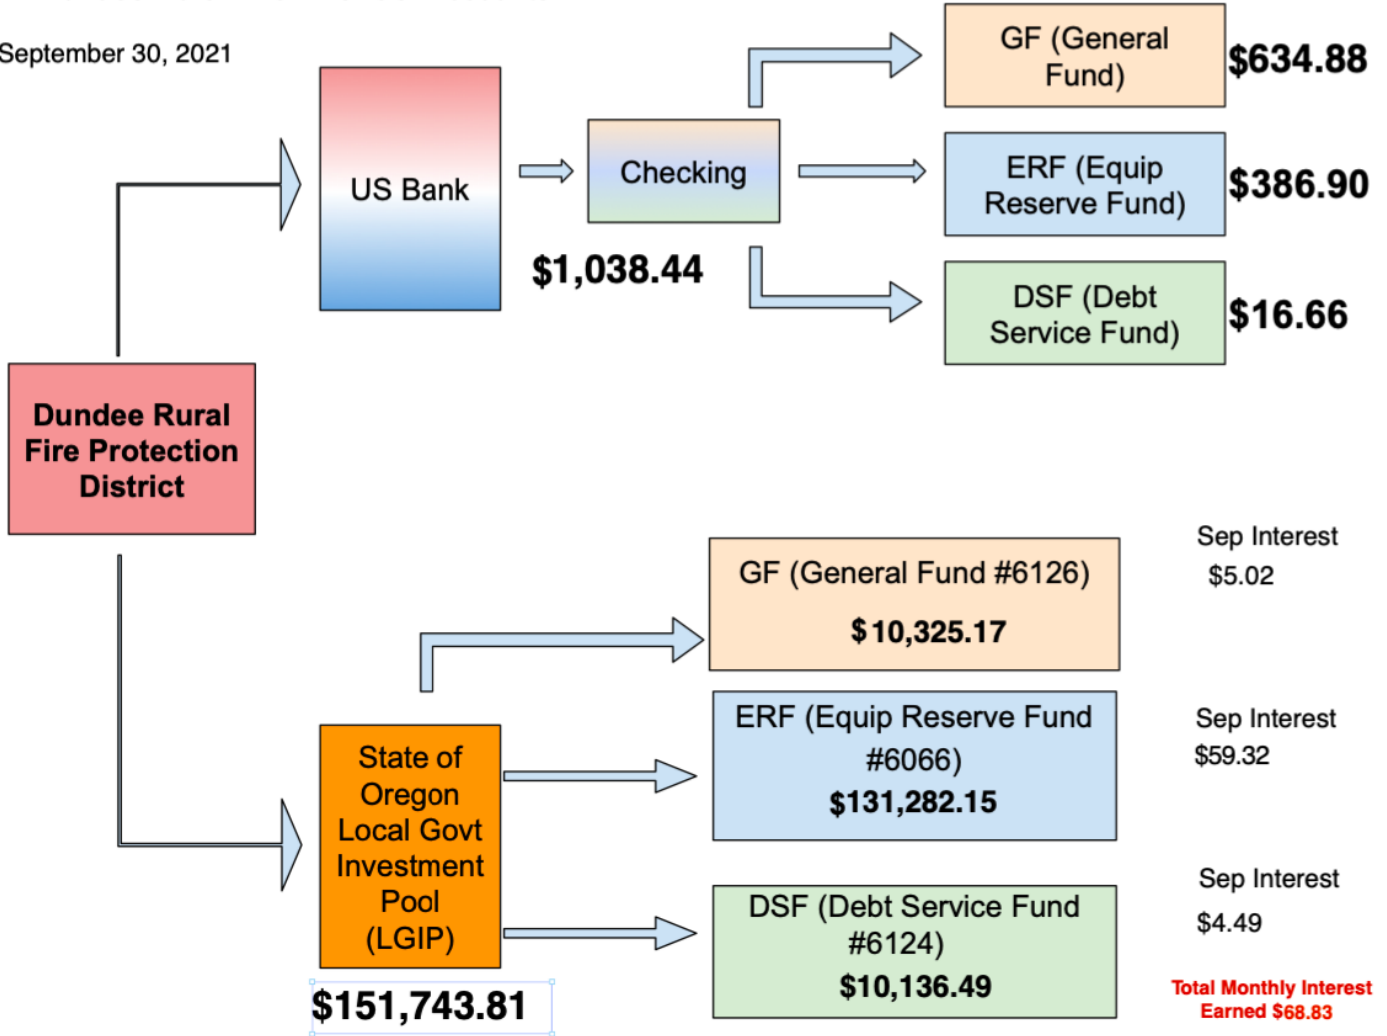 September 30, 2021
GF (General
Fund)
$634.88
US Bank
Checking
$1,038.44
ERF (Equip
Reserve Fund)
$386.90
DSF (Debt
Service Fund)
$16.66
Dundee Rural
Fire Protection
District
GF (General Fund #6126)
$ 10,325.17
Sep Interest
$5.02
State of
Oregon
Local Govt
Investment
Pool
(LGIP)
$151,743.81
ERF (Equip Reserve Fund
#6066)
$131,282.15
Sep Interest
$59.32
DSF (Debt Service Fund
#6124)
$10,136.49
Sep Interest
$4.49
Total Monthly Interest
Earned $68.83